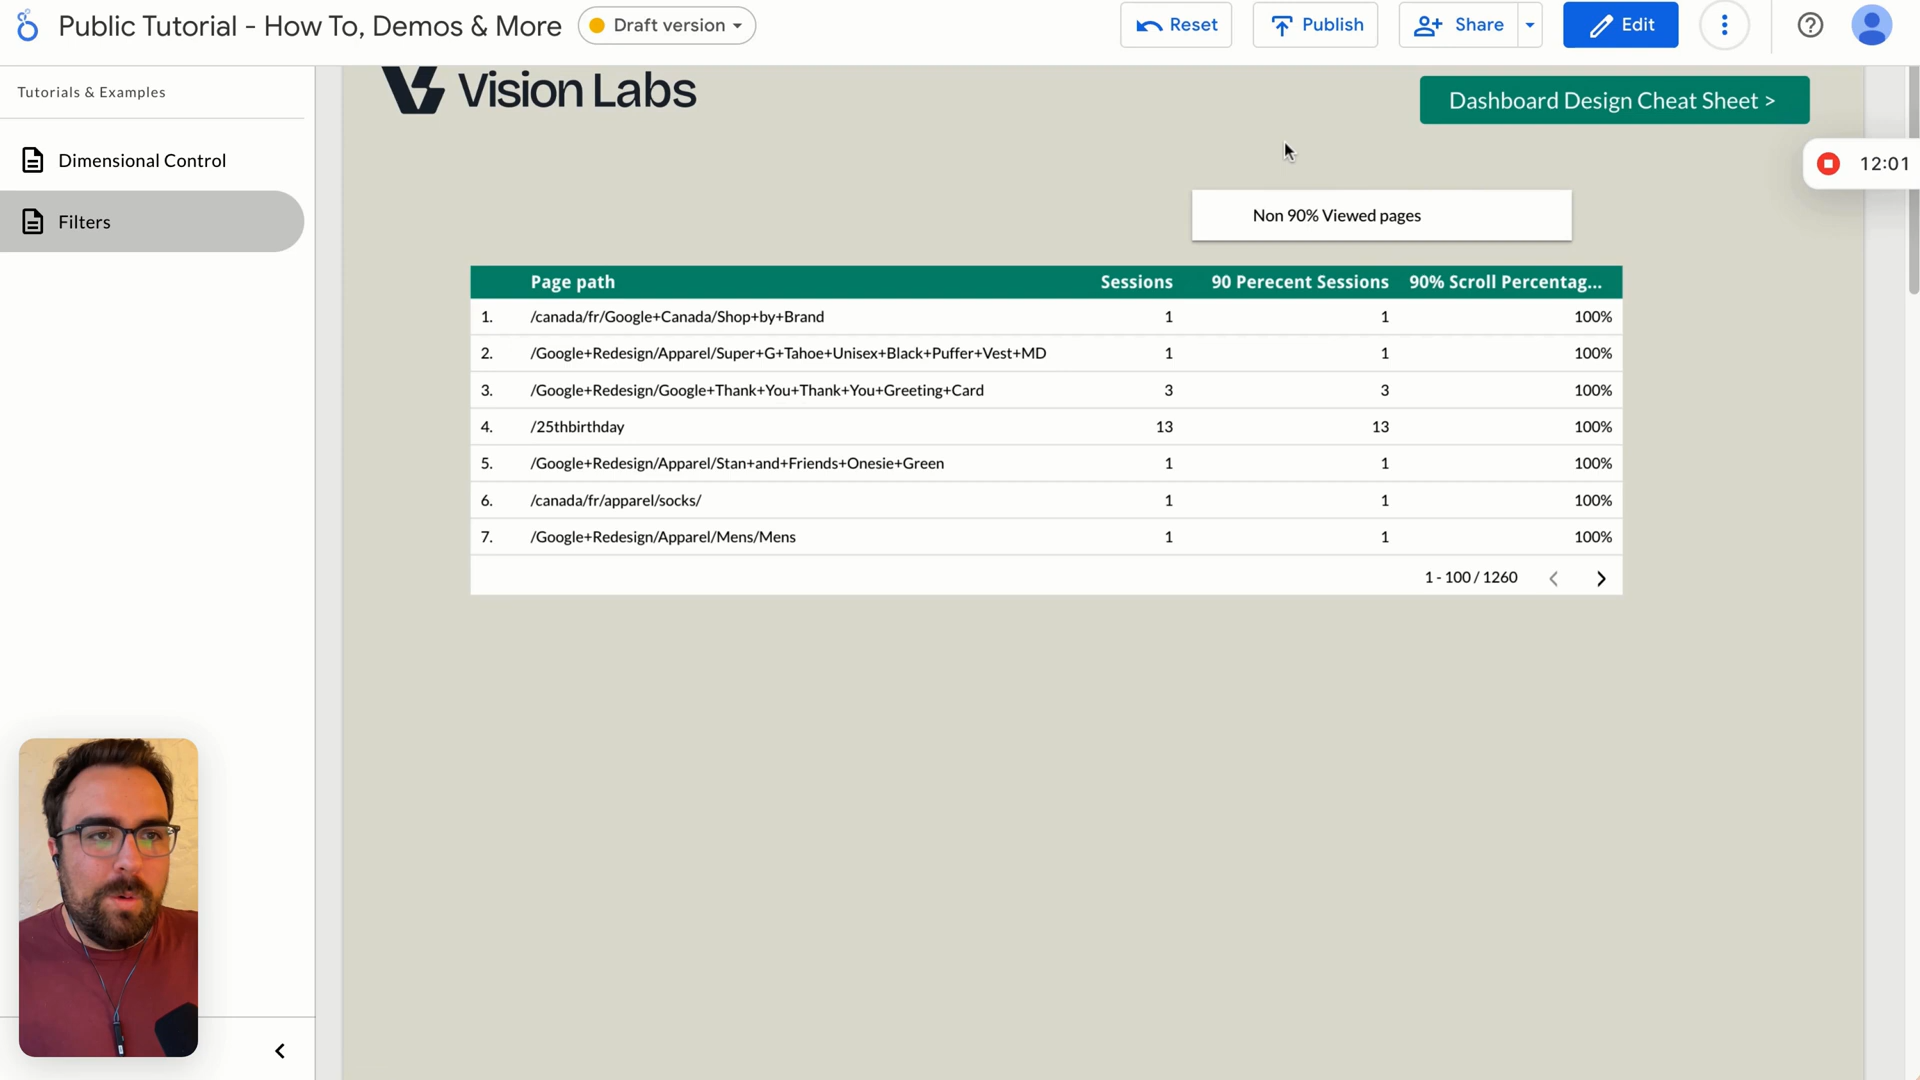 Public Tutorial - How To, Demos & More
Draft version
Reset
Publish
Share
Edit
Tutorials & Examples
Dimensional Control
Filters
Vision Labs
Dashboard Design Cheat Sheet >
12:01
Non 90% Viewed pages
Page path Sessions 90 Perecent Sessions 90% Scroll Percentag...
1. /canada/fr/Google+Canada/Shop+by+Brand 1 1 100%
2. /Google+Redesign/Apparel/Super+G+Tahoe+Unisex+Black+Puffer+Vest+MD 1 1 100%
3. /Google+Redesign/Google+Thank+You+Thank+You+Greeting+Card 3 3 100%
4. /25thbirthday 13 13 100%
5. /Google+Redesign/Apparel/Stan+and+Friends+Onesie+Green 1 1 100%
6. /canada/fr/apparel/socks/ 1 1 100%
7. /Google+Redesign/Apparel/Mens/Mens 1 1 100%
1 - 100 / 1260